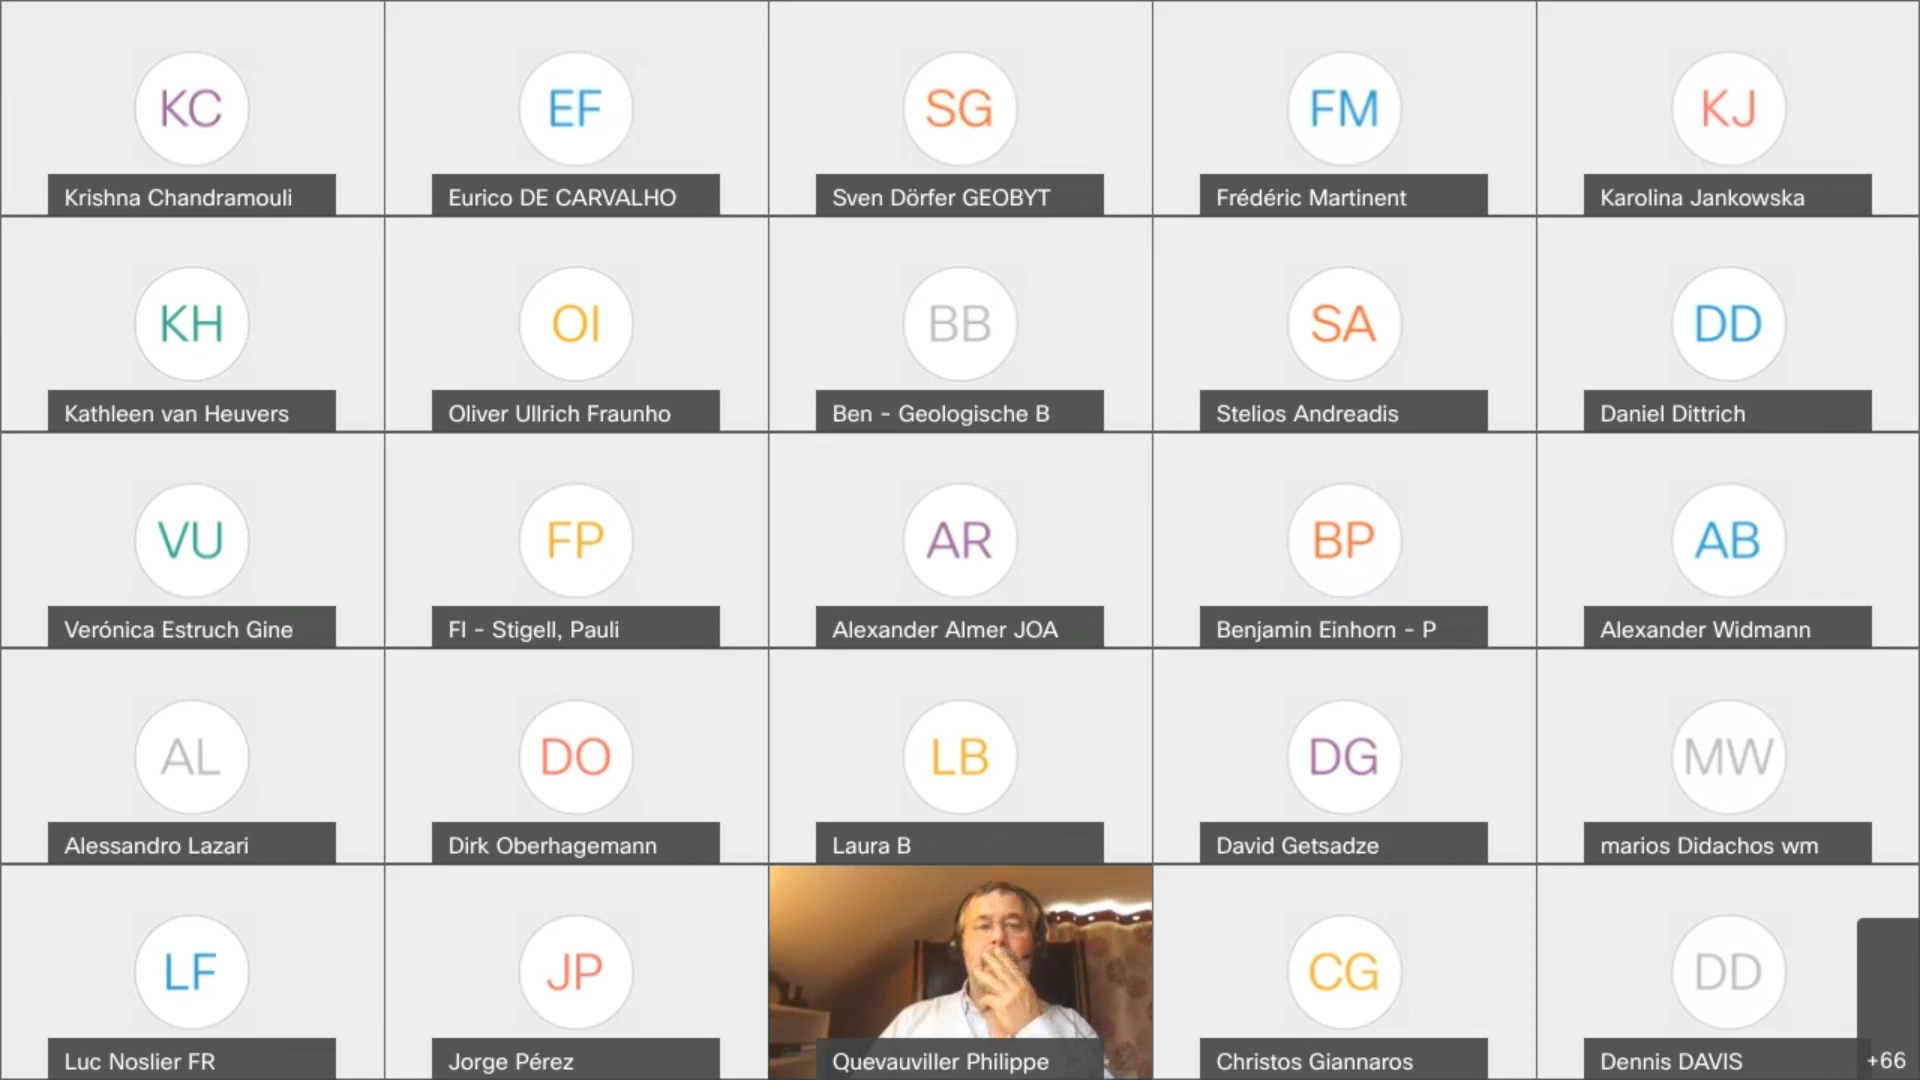 KC
EF
SG
FM
KJ
Krishna Chandramouli
Eurico DE CARVALHO
Sven Dörfer GEOBYT
Frédéric Martinent
Karolina Jankowska
KH
OI
BB
SA
DD
Kathleen van Heuvers
Oliver Ullrich Fraunho
Ben - Geologische B
Stelios Andreadis
Daniel Dittrich
VU
FP
AR
BP
AB
Verónica Estruch Gine
FI - Stigell, Pauli
Alexander Almer JOA
Benjamin Einhorn - P
Alexander Widmann
AL
DO
LB
DG
MW
Alessandro Lazari
Dirk Oberhagemann
Laura B
David Getsadze
marios Didachos wm
LF
JP
CG
DD
Luc Noslier FR
Jorge Pérez
Quevauviller Philippe
Christos Giannaros
Dennis DAVIS
+66